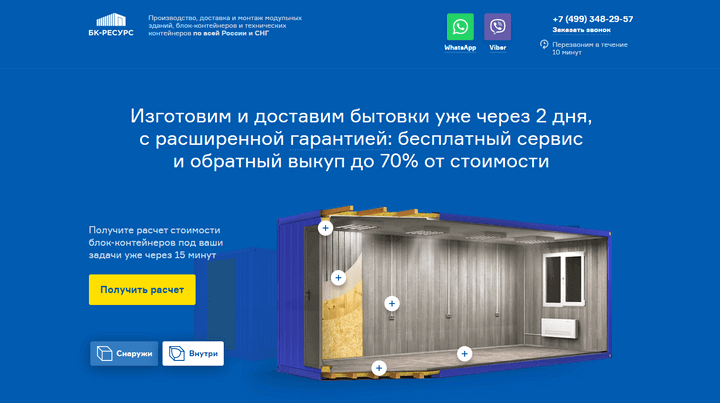 БК-РЕСУРС
Производство, доставка и монтаж модульных
зданий, блок-контейнеров и технических
контейнеров по всей России и СНГ
WhatsApp
Viber
+7 (499) 348-29-57
Заказать звонок
Перезвоним в течение
10 минут
Изготовим и доставим бытовки уже через 2 дня,
с расширенной гарантией: бесплатный сервис
и обратный выкуп до 70% от стоимости
Получите расчет стоимости
блок-контейнеров под ваши
задачи уже через 15 минут
Получить расчет
Снаружи
Внутри